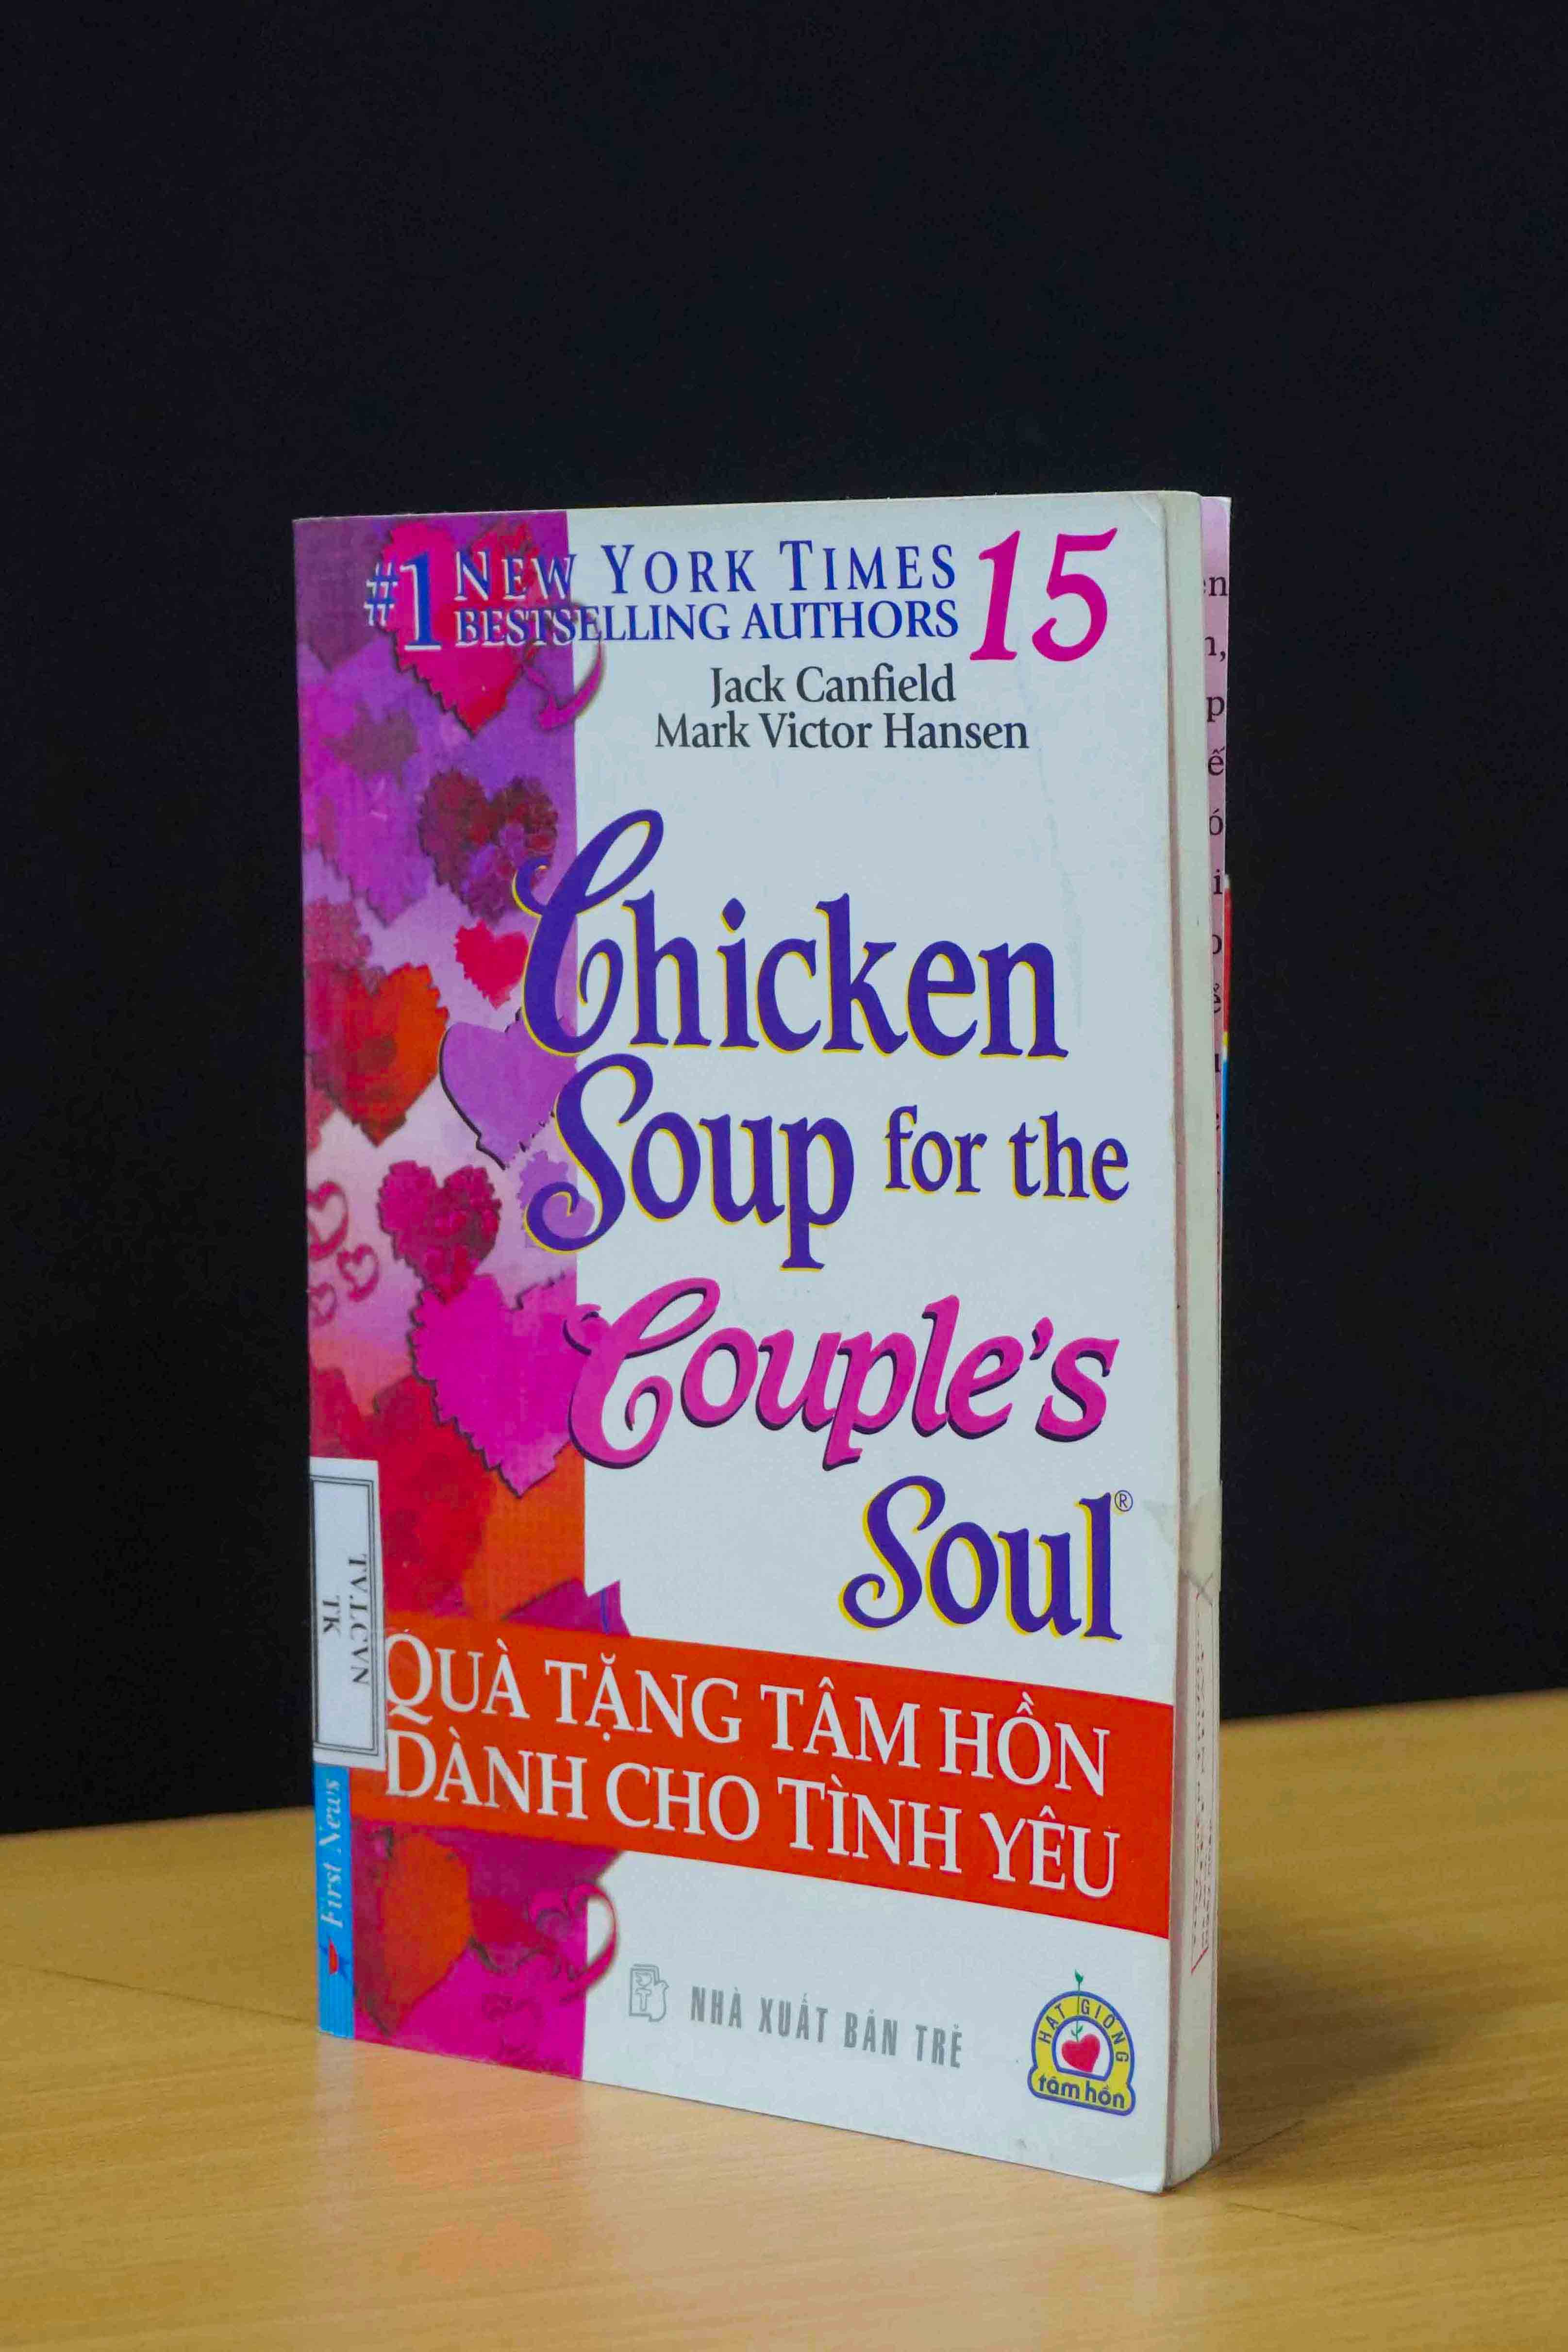 #1 NEW YORK TIMES
BESTSELLING AUTHORS
15
Jack Canfield
Mark Victor Hansen
Chicken
Soup for the
Couple's
Soul®
TV.LCVN
TK
QUÀ TẶNG TÂM HỒN
DÀNH CHO TÌNH YÊU
First News
NHÀ XUẤT BẢN TRẺ
HẠT GIỐNG
tâm hồn